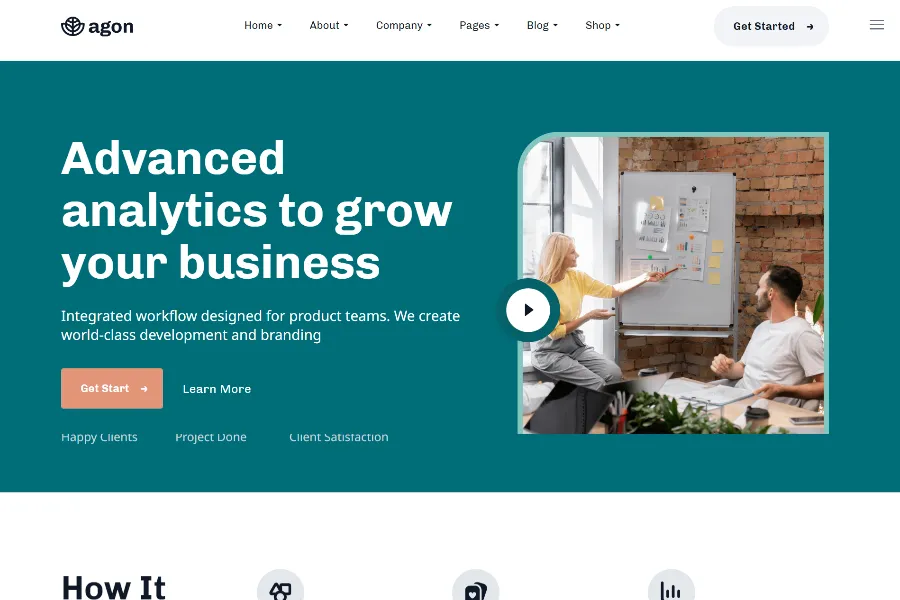 agon
Home
About
Company
Pages
Blog
Shop
Get Started
Advanced
analytics to grow
your business
Integrated workflow designed for product teams. We create
world-class development and branding
Get Start
Learn More
Happy Clients
Project Done
Client Satisfaction
How It